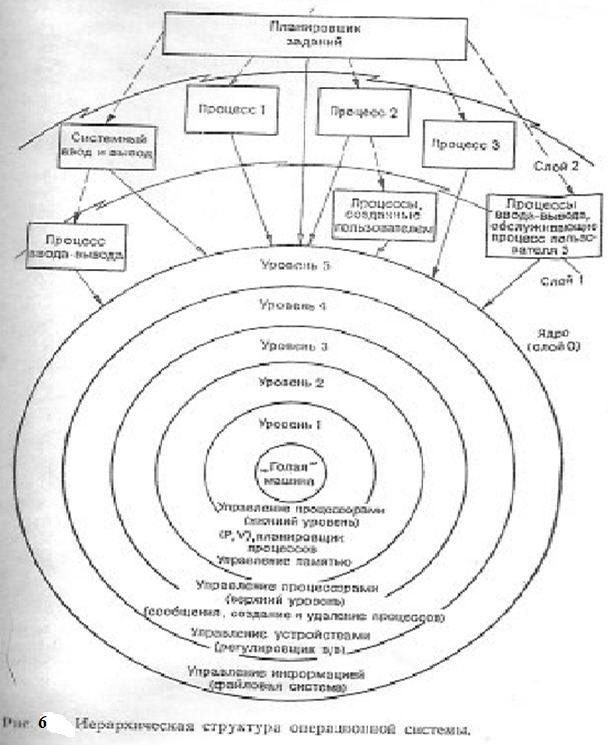 Планировщик
заданий
Процесс 1
Процесс 2
Системный
ввод и вывод
Процесс 3
Слой 2
Процессы,
созданные
пользователем
Процессы
ввода-вывода,
обслуживающие
процесс пользо-
вателя 3
Процесс
ввода-вывода
Слой 1
Уровень 5
Ядро
(слой 0)
Уровень 4
Уровень 3
Уровень 2
Уровень 1
„Голая“
машина
Управление процессорами
(нижний уровень)
(P, V), планировщик
процессов
Управление памятью
Управление процессорами
(верхний уровень)
(сообщения, создание и удаление процессов)
Управление устройствами
(регулировщик в/в)
Управление информацией
(файловая система)
Рис. 6 Иерархическая структура операционной системы.